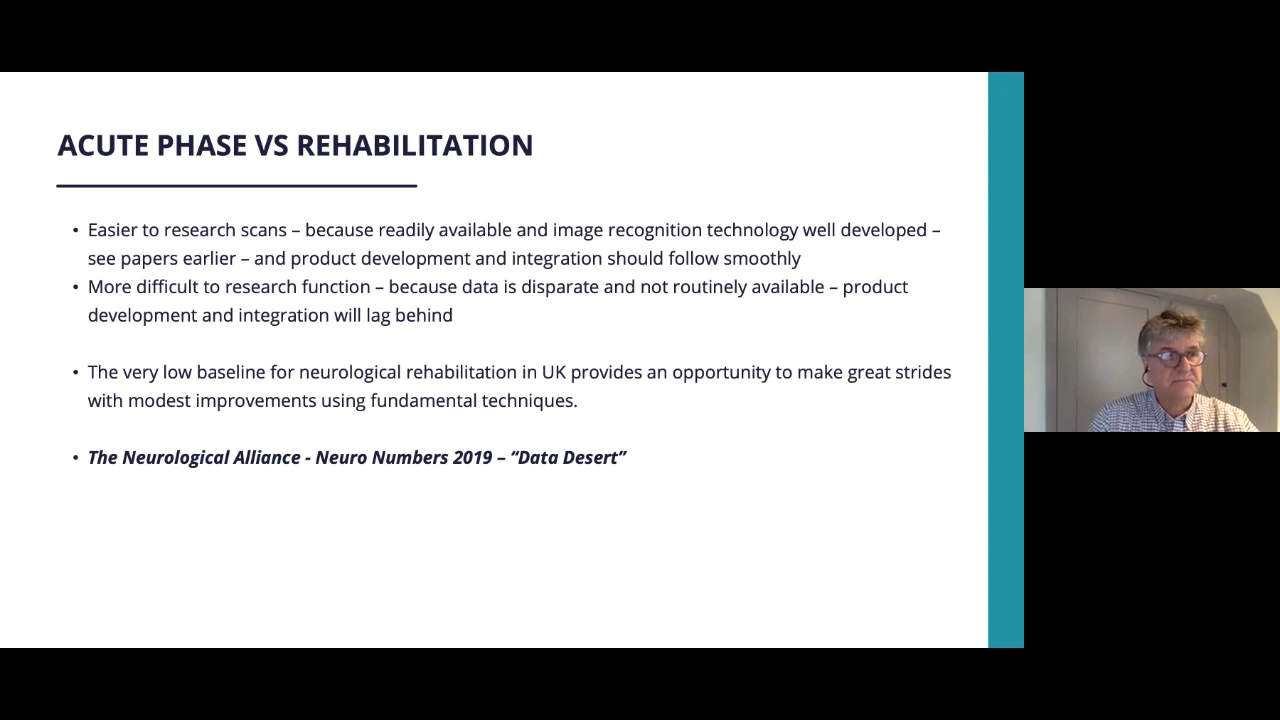 ACUTE PHASE VS REHABILITATION
• Easier to research scans – because readily available and image recognition technology well developed –
see papers earlier – and product development and integration should follow smoothly
• More difficult to research function – because data is disparate and not routinely available – product
development and integration will lag behind
• The very low baseline for neurological rehabilitation in UK provides an opportunity to make great strides
with modest improvements using fundamental techniques.
• The Neurological Alliance - Neuro Numbers 2019 – “Data Desert”